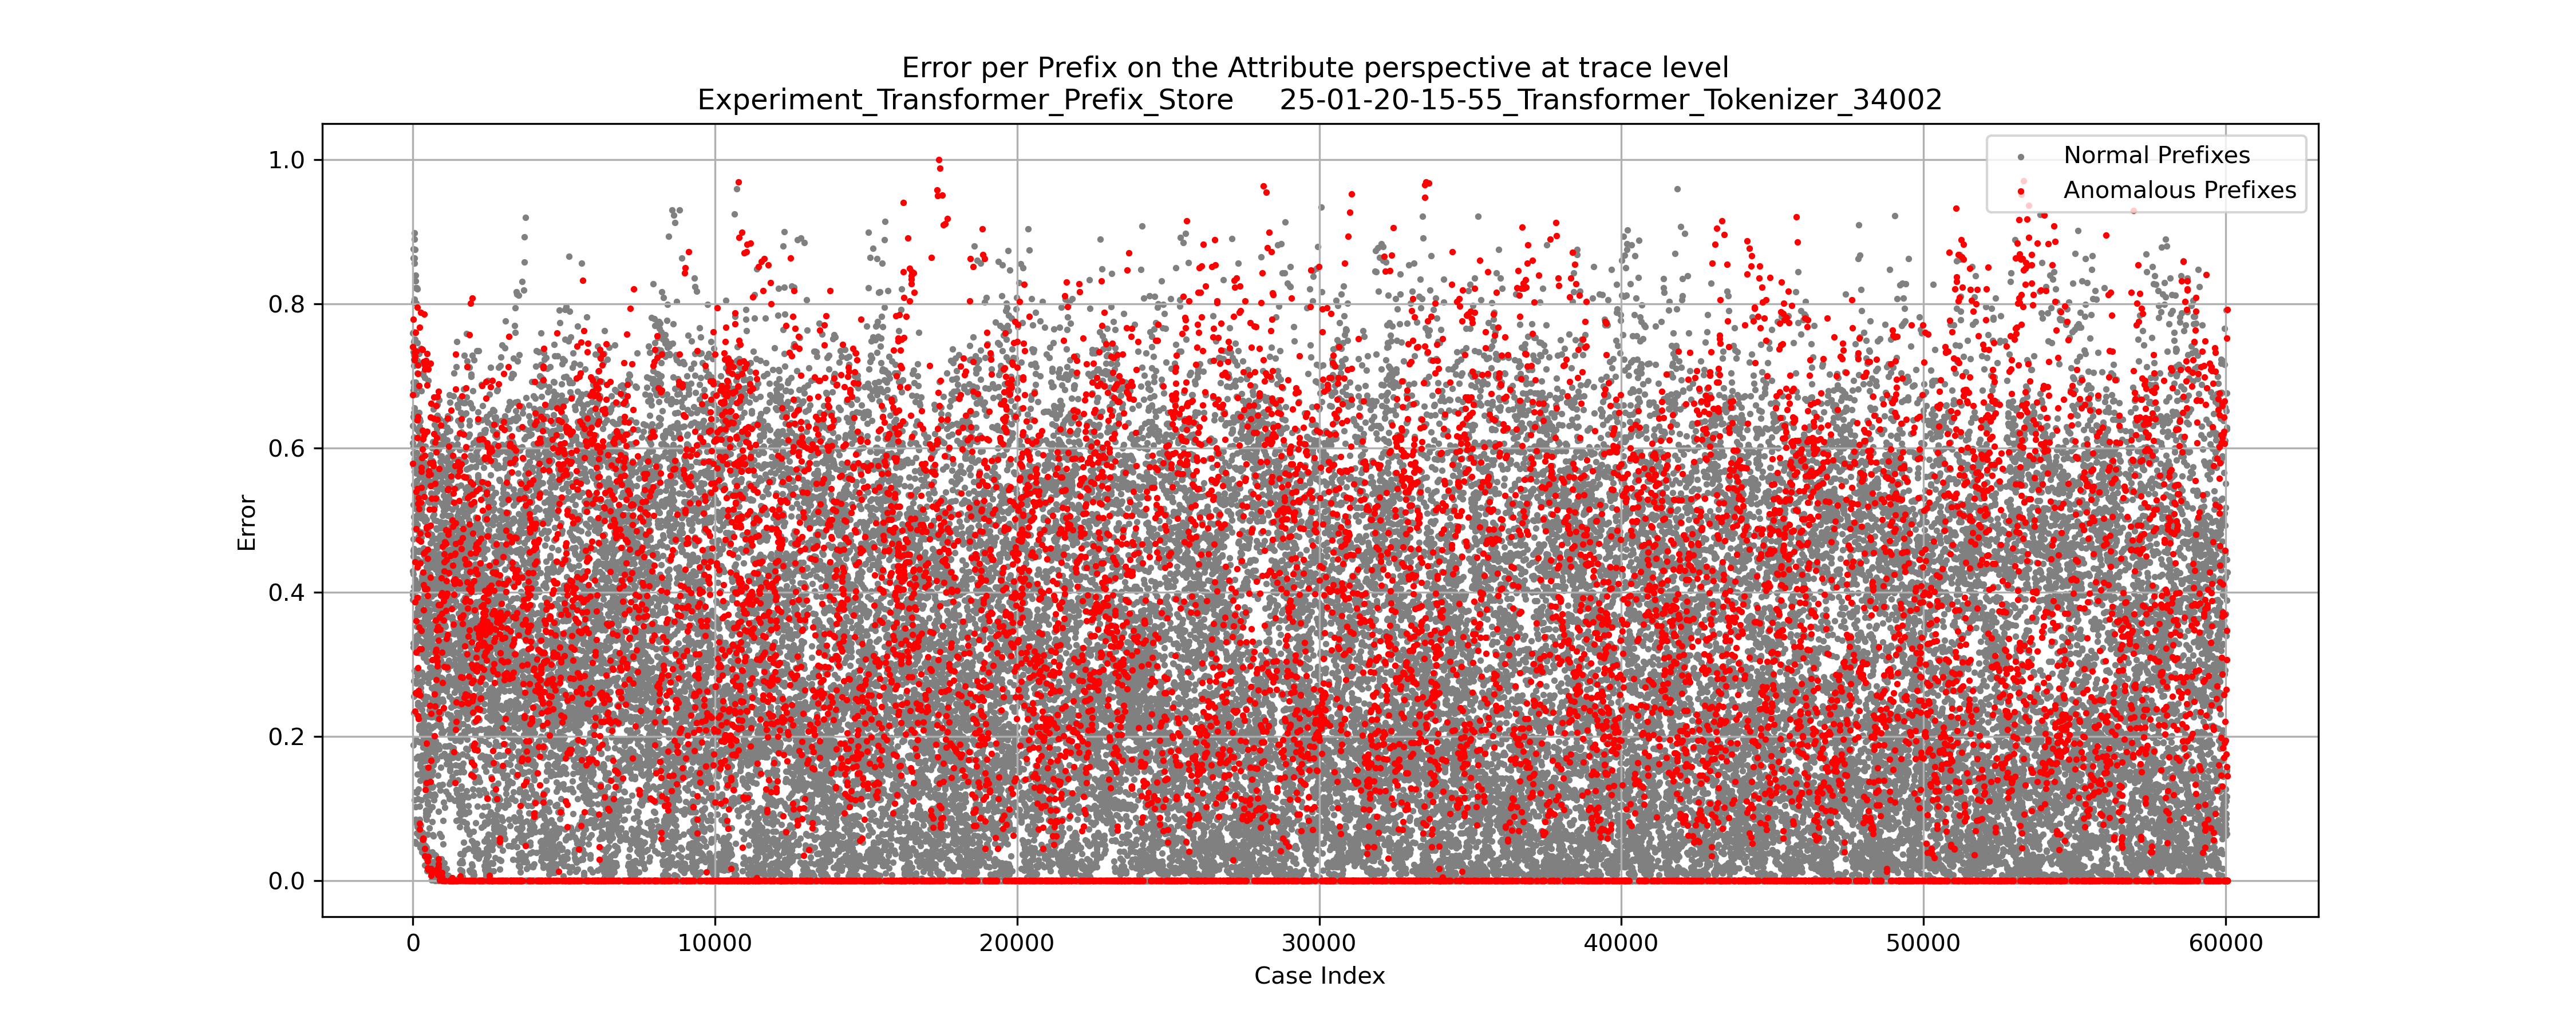 Error per Prefix on the Attribute perspective at trace level
Experiment_Transformer_Prefix_Store 25-01-20-15-55_Transformer_Tokenizer_34002
Normal Prefixes
Anomalous Prefixes
1.0
0.8
0.6
0.4
0.2
0.0
Error
0 10000 20000 30000 40000 50000 60000
Case Index